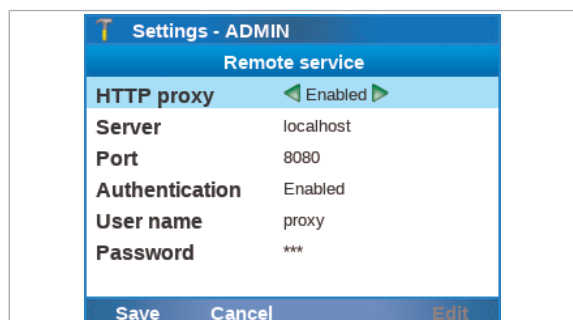 Settings - ADMIN
Remote service
HTTP proxy Enabled
Server localhost
Port 8080
Authentication Enabled
User name proxy
Password ***
Save Cancel Edit